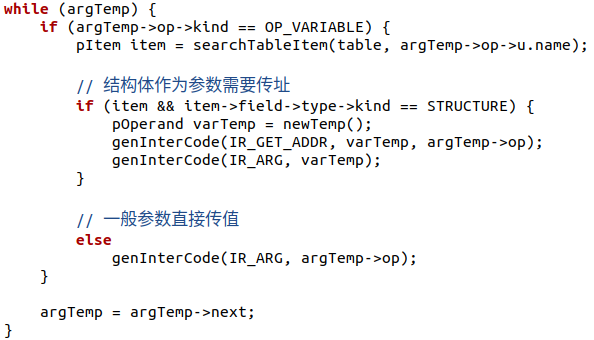 while (argTemp) {
    if (argTemp->op->kind == OP_VARIABLE) {
        pItem item = searchTableItem(table, argTemp->op->u.name);

        // 结构体作为参数需要传址
        if (item && item->field->type->kind == STRUCTURE) {
            pOperand varTemp = newTemp();
            genInterCode(IR_GET_ADDR, varTemp, argTemp->op);
            genInterCode(IR_ARG, varTemp);
        }

        // 一般参数直接传值
        else
            genInterCode(IR_ARG, argTemp->op);
    }

    argTemp = argTemp->next;
}